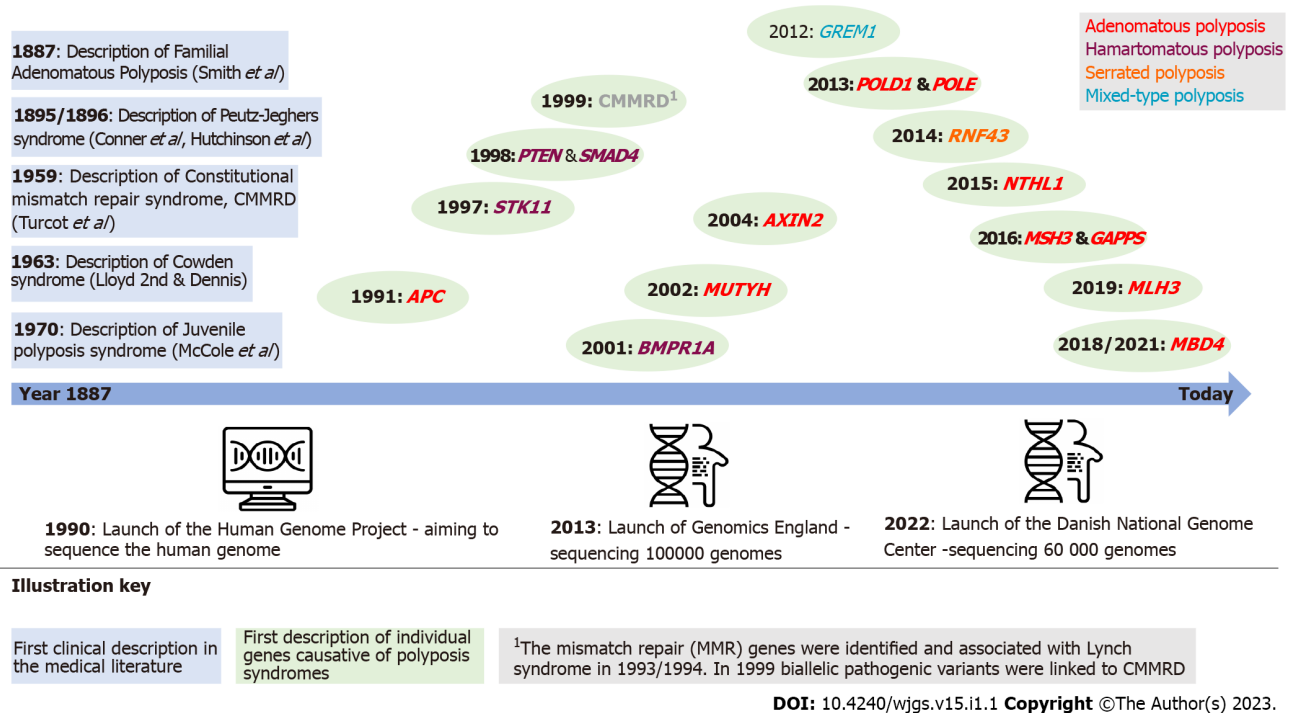 1887: Description of Familial
Adenomatous Polyposis (Smith et al)
1895/1896: Description of Peutz-Jeghers
syndrome (Conner et al, Hutchinson et al)
1959: Description of Constitutional
mismatch repair syndrome, CMMRD
(Turcot et al)
1963: Description of Cowden
syndrome (Lloyd 2nd & Dennis)
1970: Description of Juvenile
polyposis syndrome (McCole et al)
1991: APC
1997: STK11
1998: PTEN & SMAD4
1999: CMMRD¹
2001: BMPR1A
2002: MUTYH
2004: AXIN2
2012: GREM1
2013: POLD1 & POLE
2014: RNF43
2015: NTHL1
2016: MSH3 & GAPPS
2019: MLH3
2018/2021: MBD4
Adenomatous polyposis
Hamartomatous polyposis
Serrated polyposis
Mixed-type polyposis
Year 1887
Today
1990: Launch of the Human Genome Project - aiming to
sequence the human genome
2013: Launch of Genomics England -
sequencing 100000 genomes
2022: Launch of the Danish National Genome
Center -sequencing 60 000 genomes
Illustration key
First clinical description in
the medical literature
First description of individual
genes causative of polyposis
syndromes
¹The mismatch repair (MMR) genes were identified and associated with Lynch
syndrome in 1993/1994. In 1999 biallelic pathogenic variants were linked to CMMRD
DOI: 10.4240/wjgs.v15.i1.1 Copyright ©The Author(s) 2023.